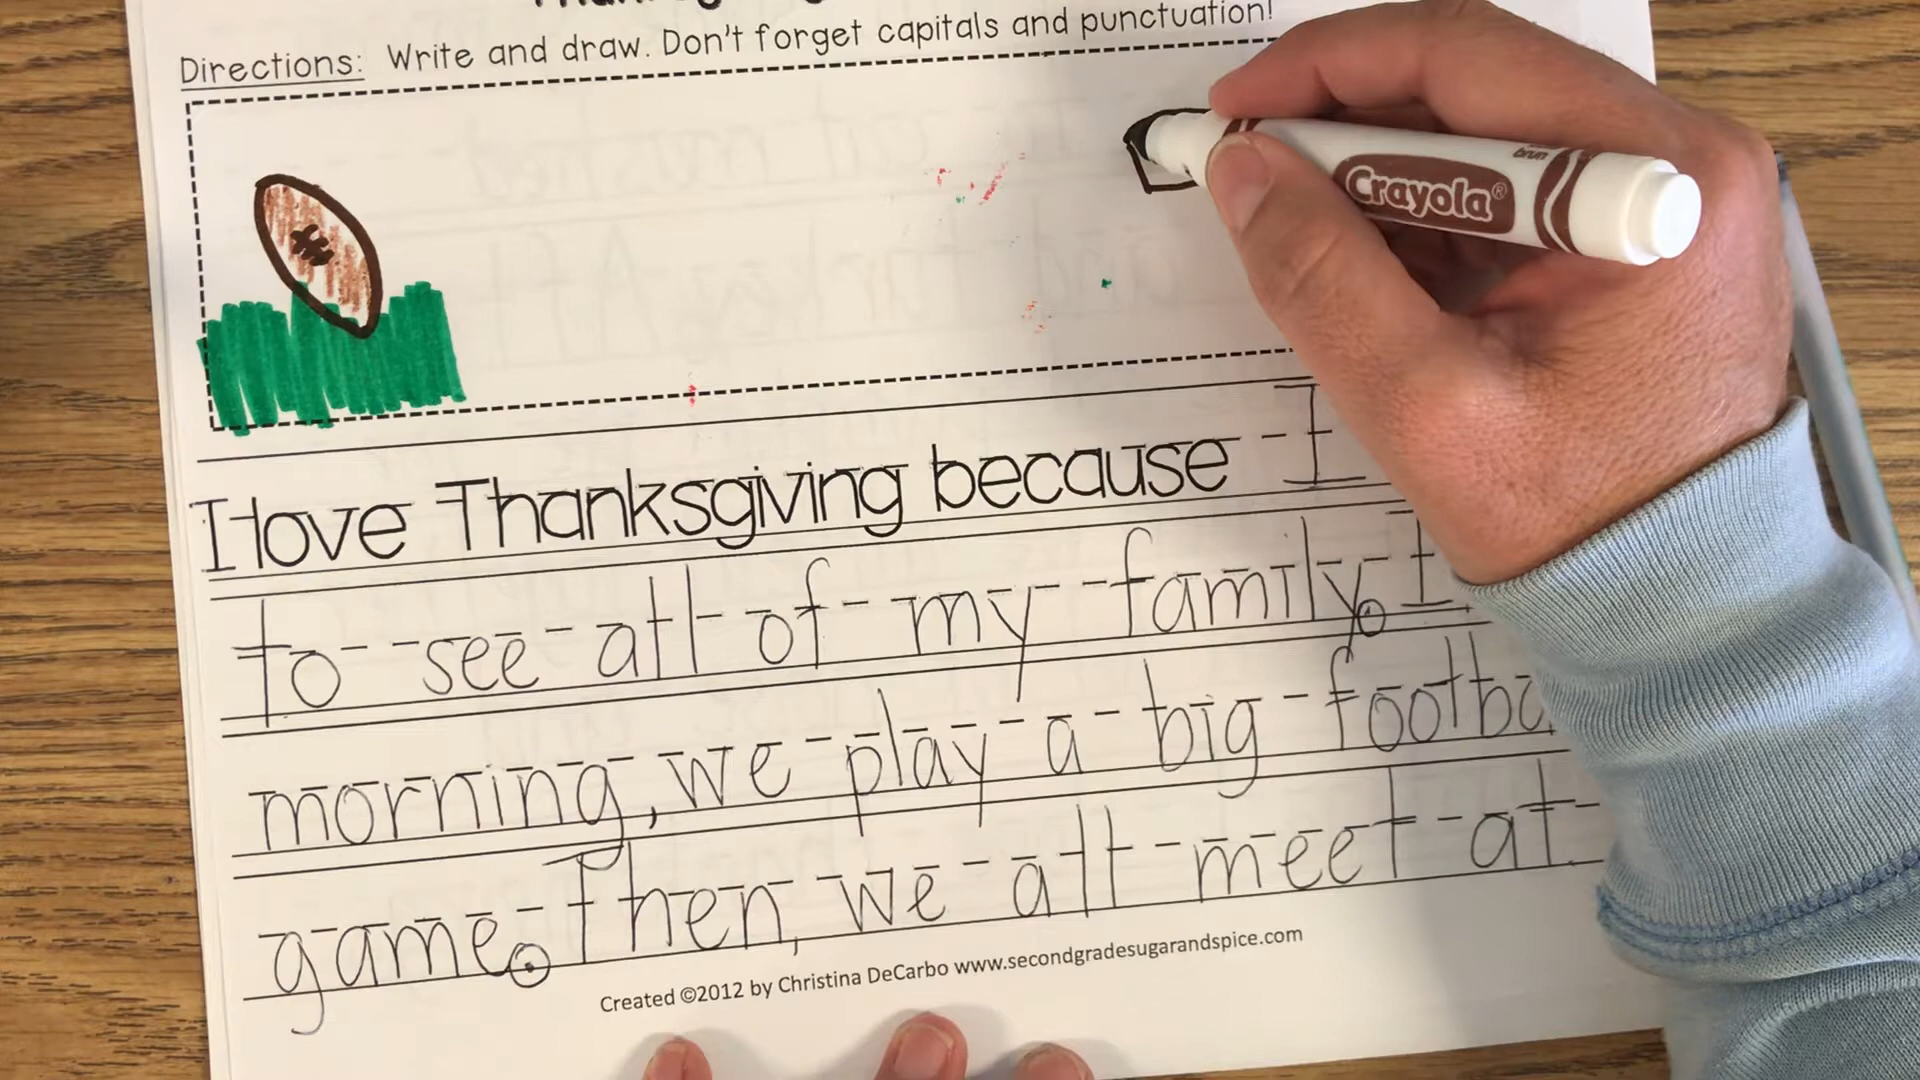 Directions: Write and draw. Don't forget capitals and punctuation!
Crayola®
brun
I love Thanksgiving because I
to see all of my family. I
morning, we play a big footba
game. Then, we all meet at
Created ©2012 by Christina DeCarbo www.secondgradesugarandspice.com